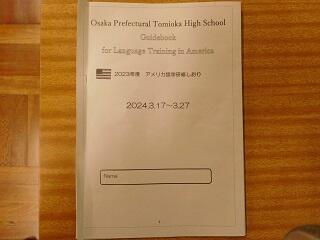 Osaka Prefectural Tomioka High School
Guidebook
for Language Training in America
2023年度 アメリカ語学研修しおり
2024.3.17～3.27
Name